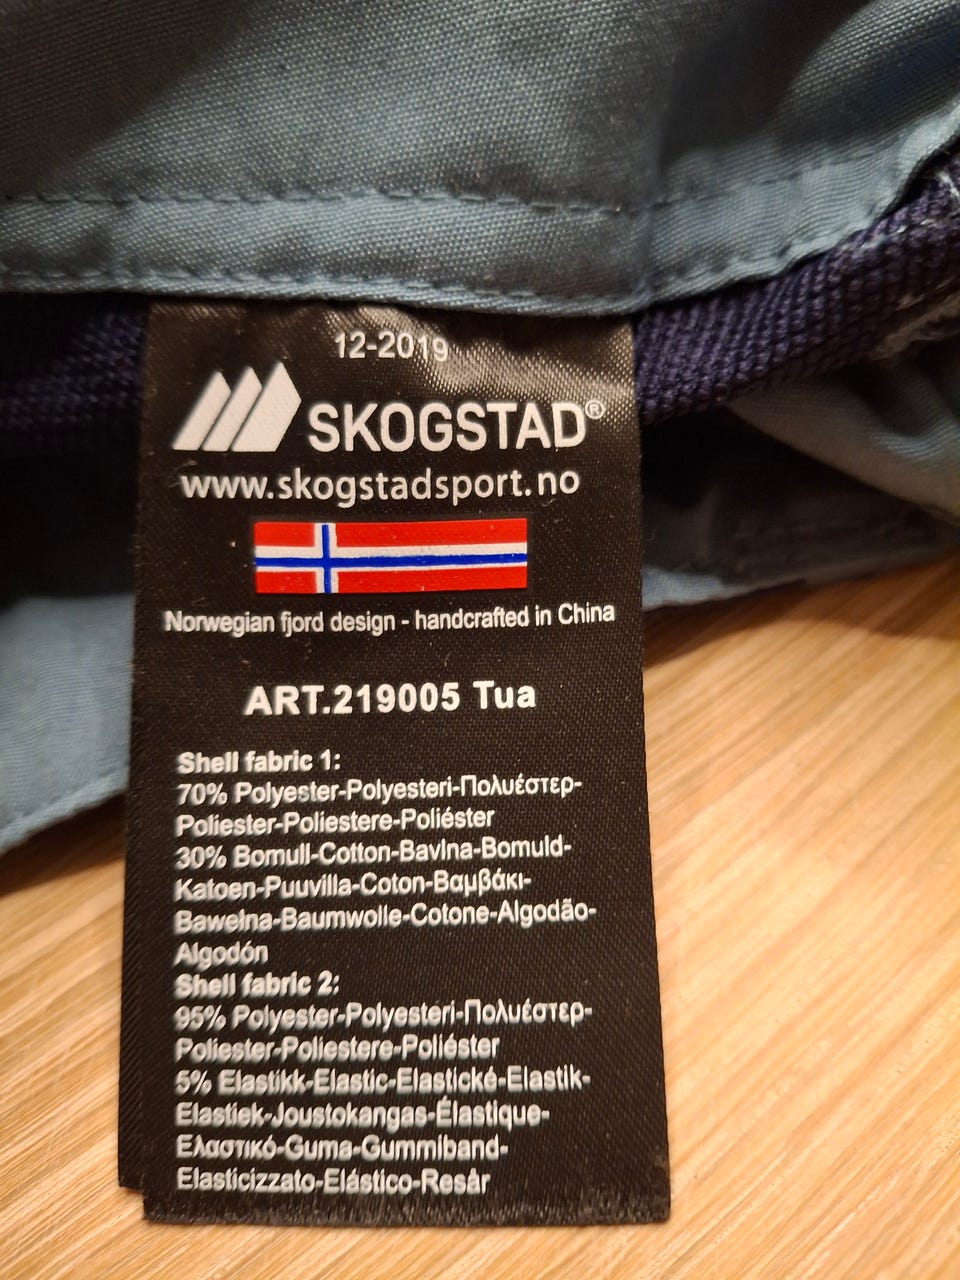 12-2019
SKOGSTAD®
www.skogstadsport.no
Norwegian fjord design - handcrafted in China
ART.219005 Tua
Shell fabric 1:
70% Polyester-Polyesteri-Πολυέστερ-
Poliester-Poliestere-Poliéster
30% Bomull-Cotton-Bavlna-Bomuld-
Katoen-Puuvilla-Coton-Βαμβάκι-
Bawełna-Baumwolle-Cotone-Algodão-
Algodón
Shell fabric 2:
95% Polyester-Polyesteri-Πολυέστερ-
Poliester-Poliestere-Poliéster
5% Elastikk-Elastic-Elastické-Elastik-
Elastiek-Joustokangas-Élastique-
Ελαστικό-Guma-Gummiband-
Elasticizzato-Elástico-Resår